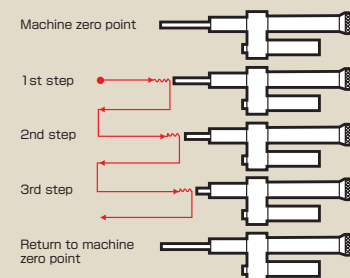 Machine zero point
1st step
2nd step
3rd step
Return to machine
zero point